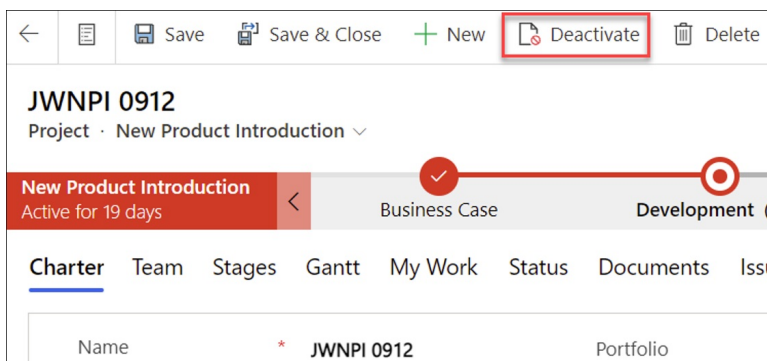 Save Save & Close New Deactivate Delete
JWNPI 0912
Project · New Product Introduction
New Product Introduction
Active for 19 days
Business Case Development
Charter Team Stages Gantt My Work Status Documents
Name * JWNPI 0912 Portfolio